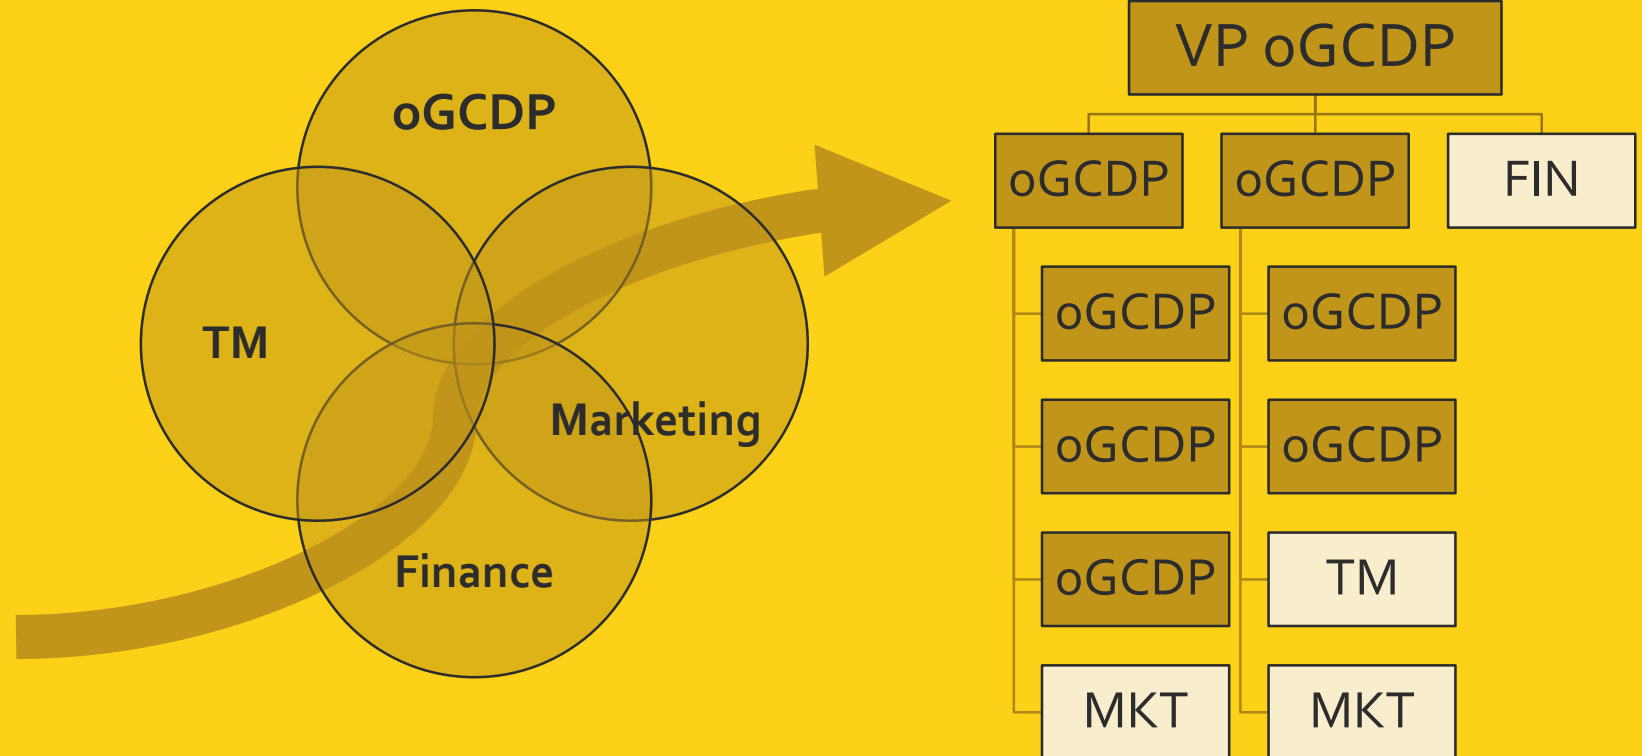 oGCDP
TM
Marketing
Finance
VP oGCDP
oGCDP
oGCDP
FIN
oGCDP
oGCDP
oGCDP
MKT
oGCDP
oGCDP
TM
MKT